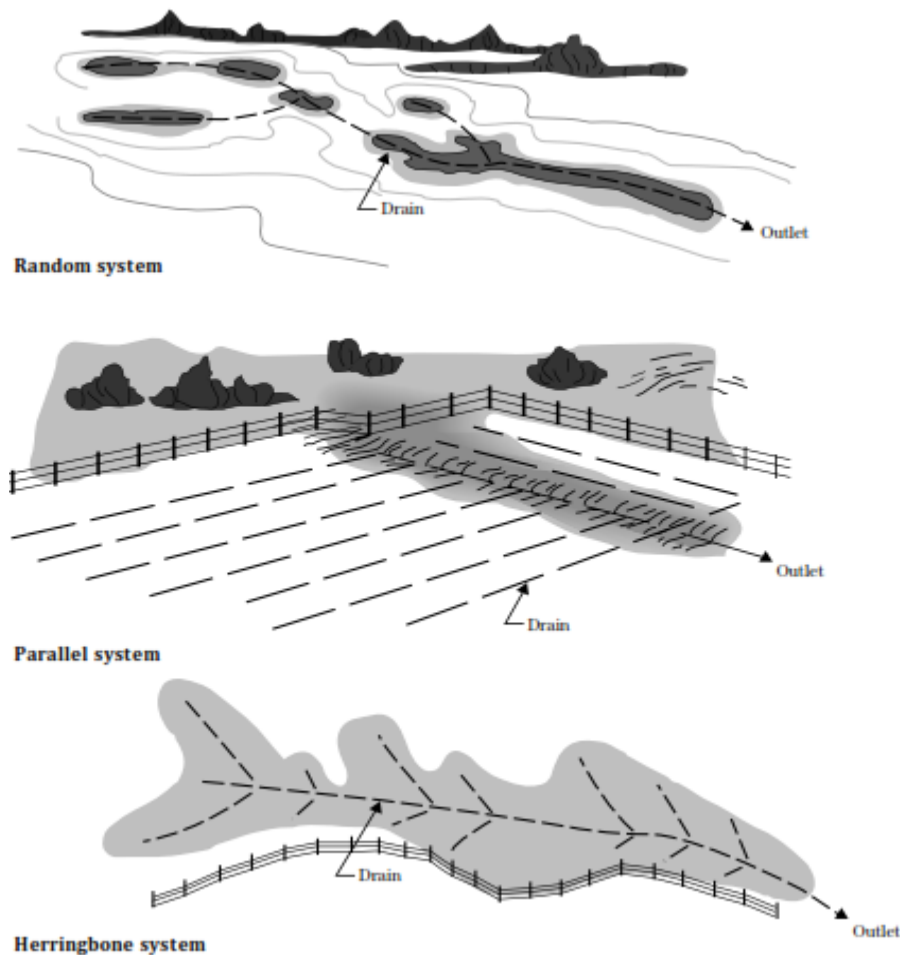 Drain
Outlet
Random system
Outlet
Drain
Parallel system
Drain
Outlet
Herringbone system